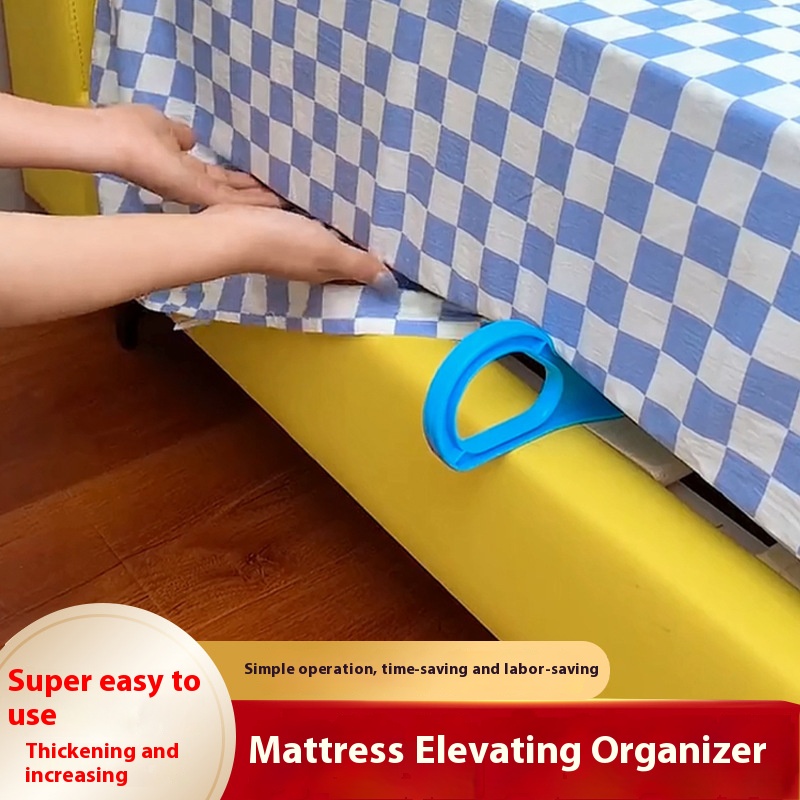 Simple operation, time-saving and labor-saving
Super easy to
use
Thickening and
increasing
Mattress Elevating Organizer